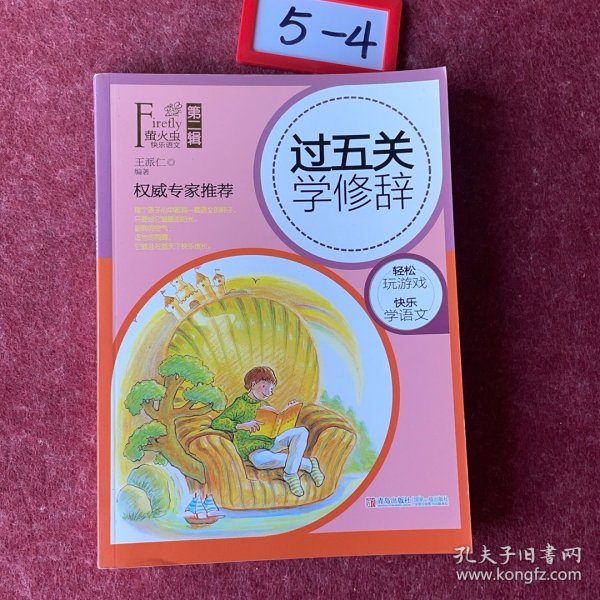 5-4
Firefly
萤火虫
快乐语文
第二辑
王派仁◎
编著
权威专家推荐
过五关
学修辞
轻松
玩游戏
快乐
学语文
青岛出版社
孔夫子旧书网
www.kongfz.com